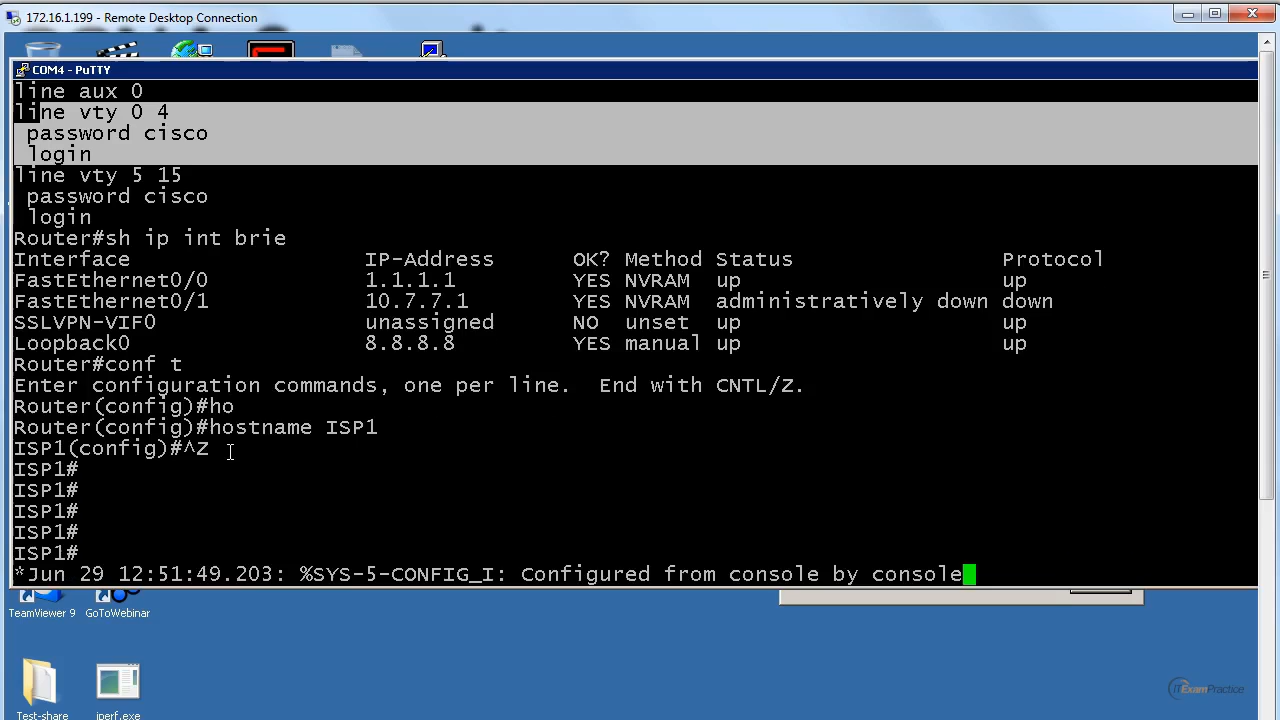 172.16.1.199 - Remote Desktop Connection
COM4 - PuTTY
line aux 0
line vty 0 4
password cisco
login
line vty 5 15
password cisco
login
Router#sh ip int brie
Interface IP-Address OK? Method Status Protocol
FastEthernet0/0 1.1.1.1 YES NVRAM up up
FastEthernet0/1 10.7.7.1 YES NVRAM administratively down down
SSLVPN-VIF0 unassigned NO unset up up
Loopback0 8.8.8.8 YES manual up up
Router#conf t
Enter configuration commands, one per line. End with CNTL/Z.
Router(config)#ho
Router(config)#hostname ISP1
ISP1(config)#^Z
ISP1#
ISP1#
ISP1#
ISP1#
ISP1#
*Jun 29 12:51:49.203: %SYS-5-CONFIG_I: Configured from console by console
TeamViewer 9 GoToWebinar
Test-share iperf.exe
ITExamPractice